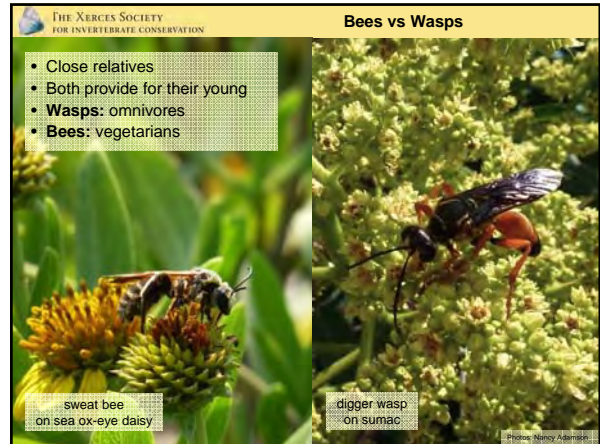 THE XERCES SOCIETY
FOR INVERTEBRATE CONSERVATION
Bees vs Wasps
• Close relatives
• Both provide for their young
• Wasps: omnivores
• Bees: vegetarians
sweat bee
on sea ox-eye daisy
digger wasp
on sumac
Photos: Nancy Adamson